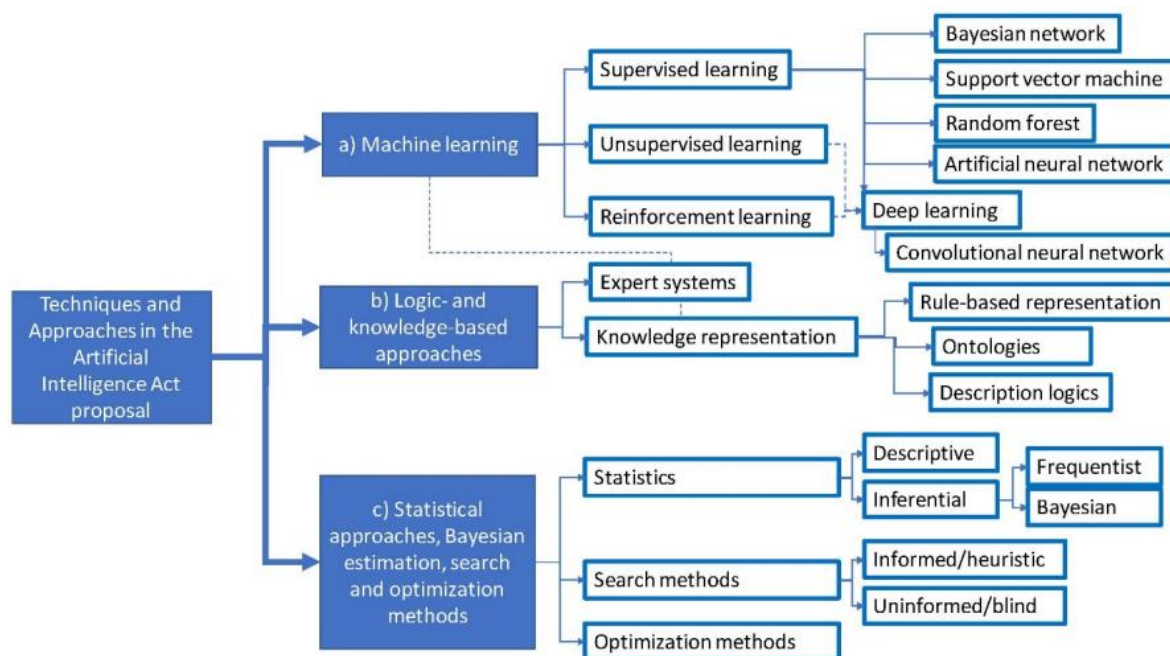 Techniques and
Approaches in the
Artificial
Intelligence Act
proposal
a) Machine learning
Supervised learning
Bayesian network
Support vector machine
Random forest
Artificial neural network
Unsupervised learning
Reinforcement learning
Deep learning
Convolutional neural network
b) Logic- and
knowledge-based
approaches
Expert systems
Knowledge representation
Rule-based representation
Ontologies
Description logics
c) Statistical
approaches, Bayesian
estimation, search
and optimization
methods
Statistics
Descriptive
Inferential
Frequentist
Bayesian
Search methods
Informed/heuristic
Uninformed/blind
Optimization methods